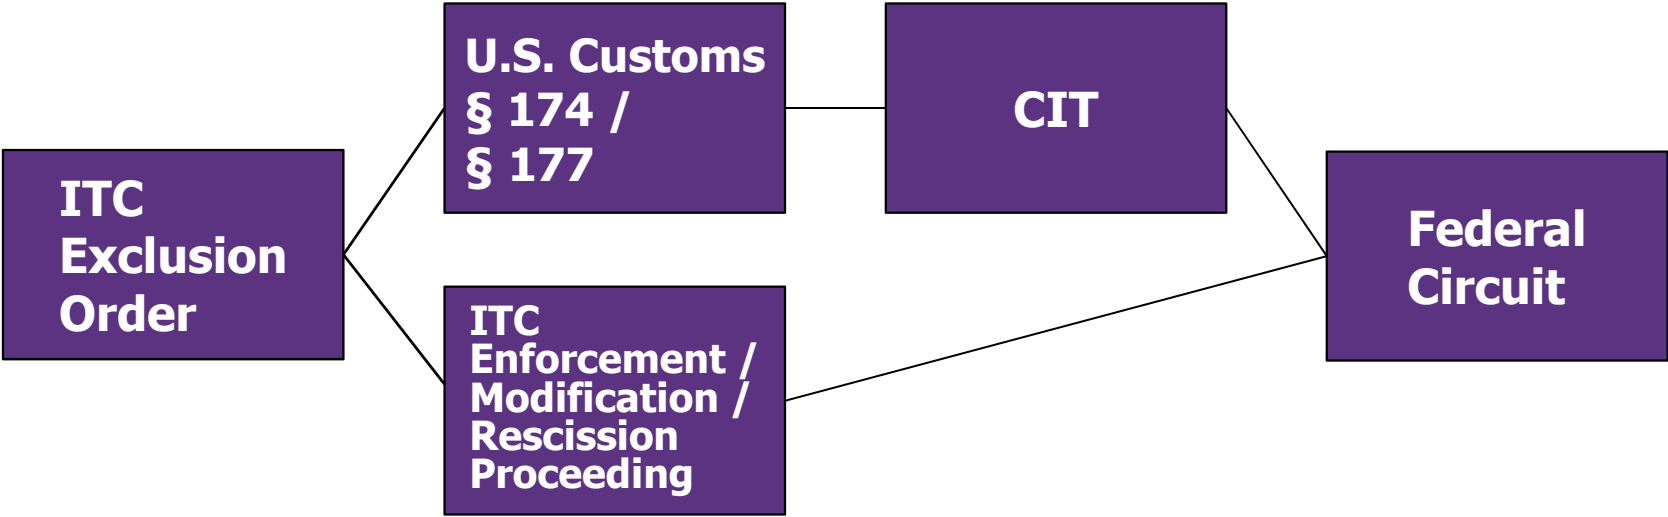 U.S. Customs
§ 174 /
§ 177
CIT
ITC
Exclusion
Order
Federal
Circuit
ITC
Enforcement /
Modification /
Rescission
Proceeding